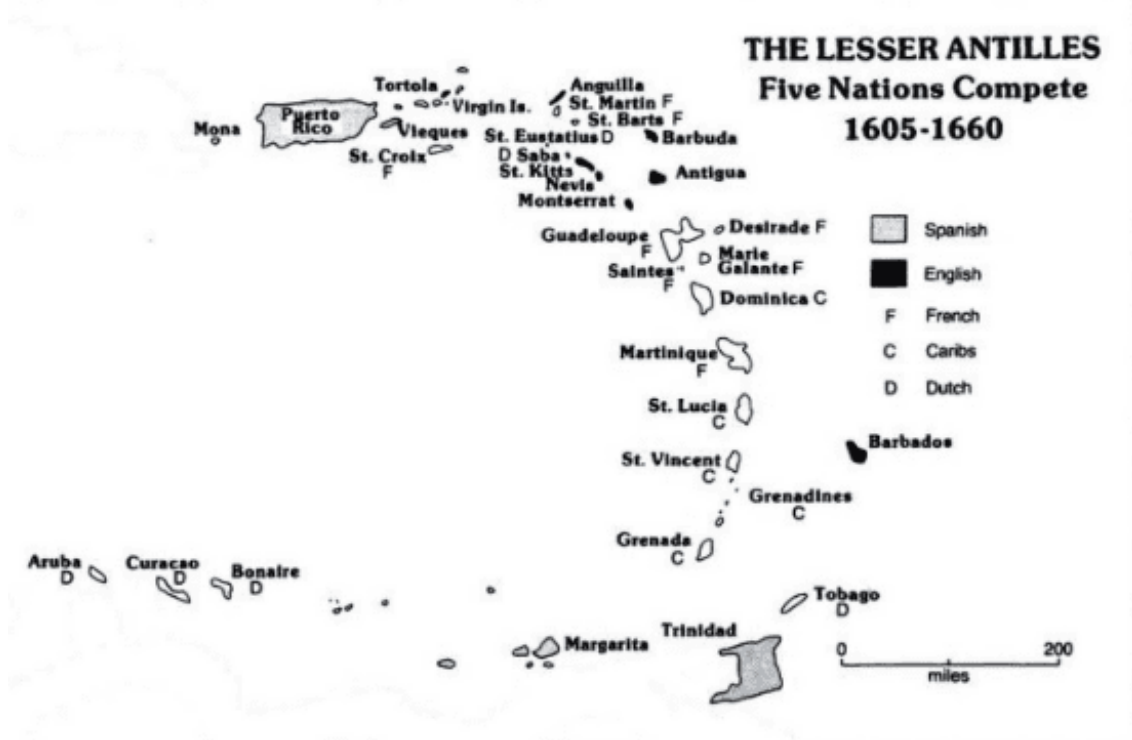 THE LESSER ANTILLES
Five Nations Compete
1605-1660
Tortola
Anguilla
Virgin Is.
St. Martin F
Puerto
Rico
St. Barts F
Mona
Vieques
St. Eustatius D
Barbuda
St. Croix
F
D Saba
St. Kitts
Nevis
Antigua
Montserrat
Guadeloupe
F
Desirade F
Marie
Galante F
Saintes
F
Dominica C
Spanish
English
F French
C Caribs
D Dutch
Martinique
F
St. Lucia
C
Barbados
St. Vincent
C
Grenadines
C
Grenada
C
Aruba
D
Curacao
D
Bonaire
D
Tobago
D
Margarita
Trinidad
0 200
miles